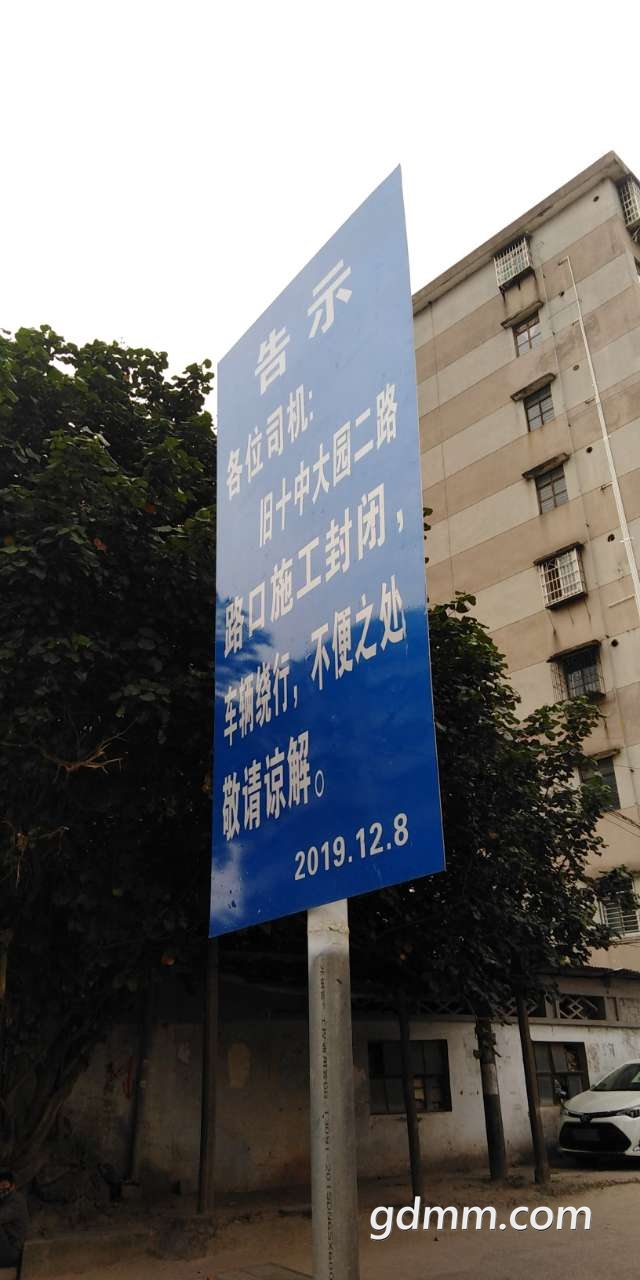 告示
各位司机:
旧十中大园二路
路口施工封闭,
车辆绕行,不便之处
敬请谅解。
2019.12.8
gdmm.com